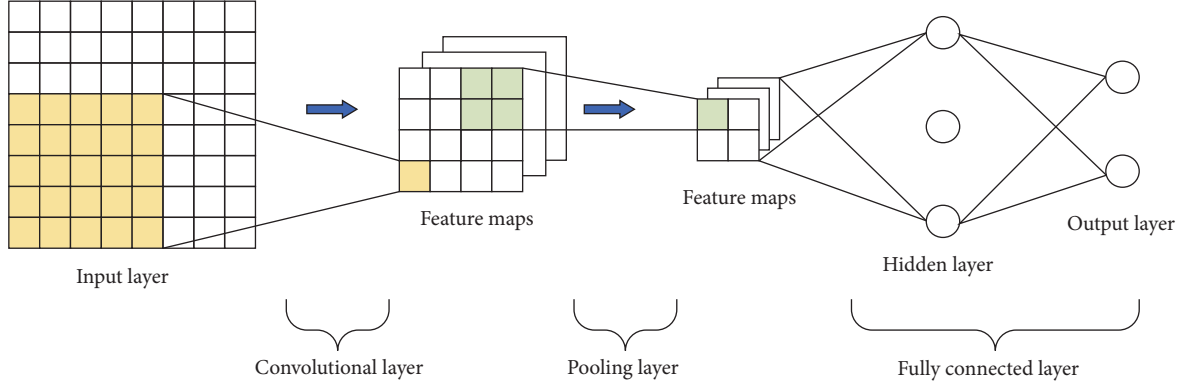 Input layer
Feature maps
Feature maps
Hidden layer
Output layer
Convolutional layer
Pooling layer
Fully connected layer